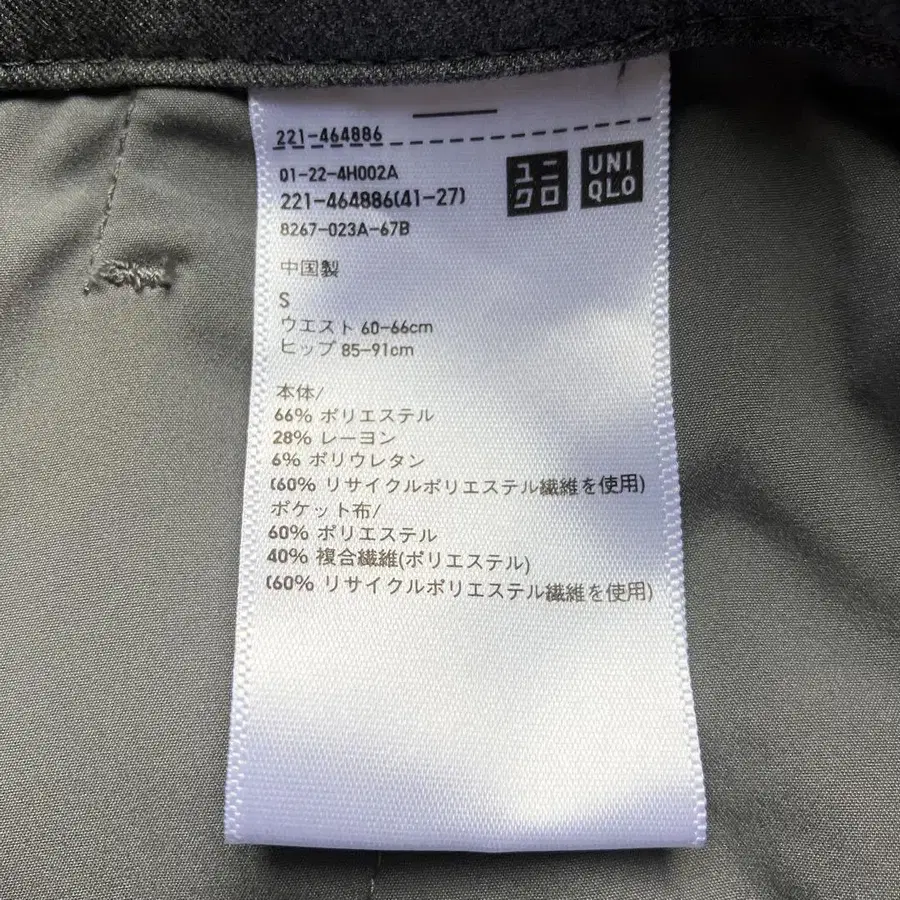 221-464886
01-22-4H002A
221-464886(41-27)
8267-023A-67B
ユニ
クロ
UNI
QLO
中国製
S
ウエスト 60-66cm
ヒップ 85-91cm
本体/
66% ポリエステル
28% レーヨン
6% ポリウレタン
(60% リサイクルポリエステル繊維を使用)
ポケット布/
60% ポリエステル
40% 複合繊維(ポリエステル)
(60% リサイクルポリエステル繊維を使用)